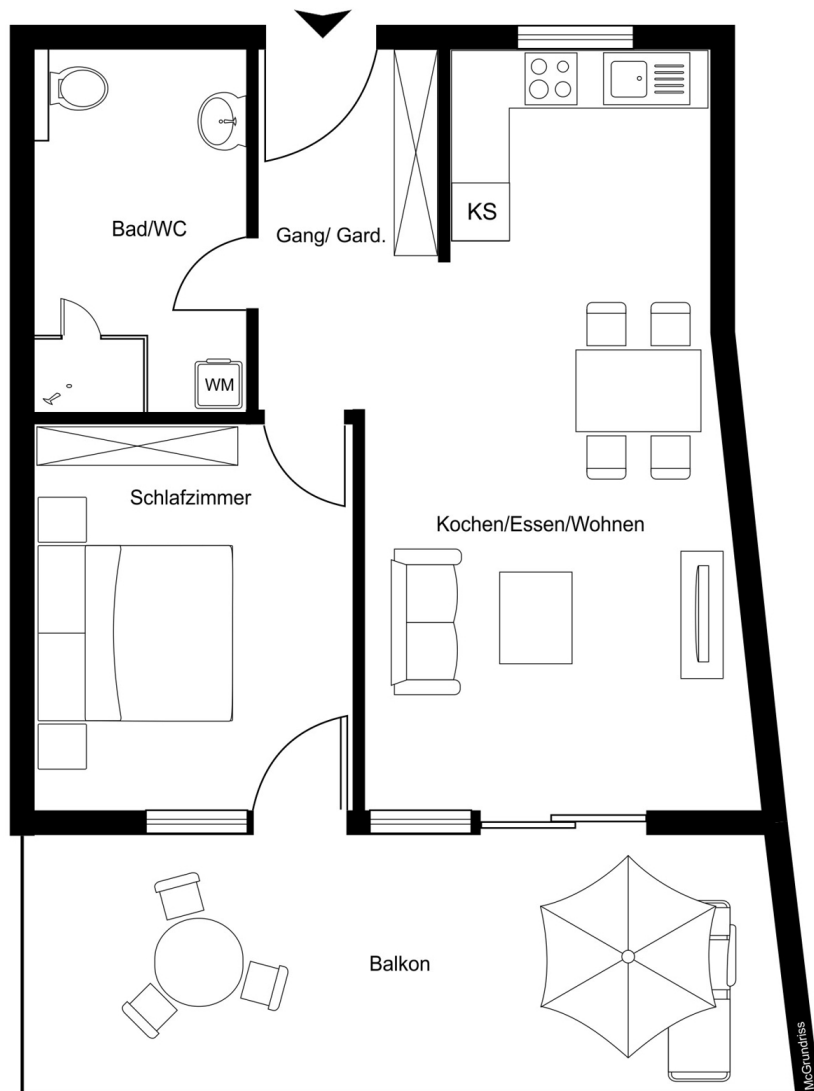 Bad/WC
Gang/ Gard.
KS
WM
Schlafzimmer
Kochen/Essen/Wohnen
Balkon
McGrundriss